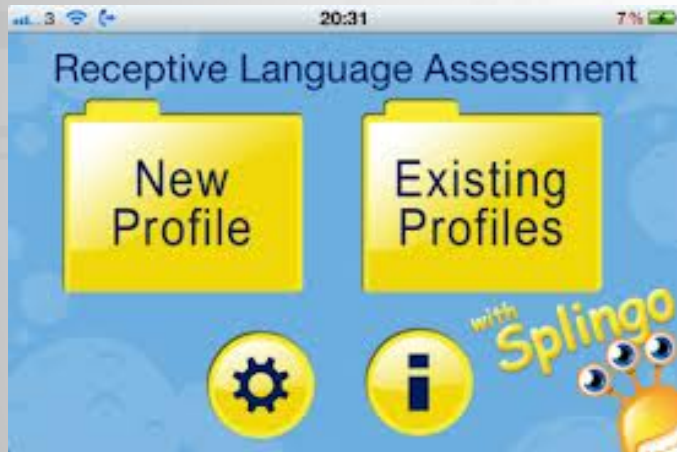 3 20:31 7%
Receptive Language Assessment
New
Profile
Existing
Profiles
with
Splingo
i